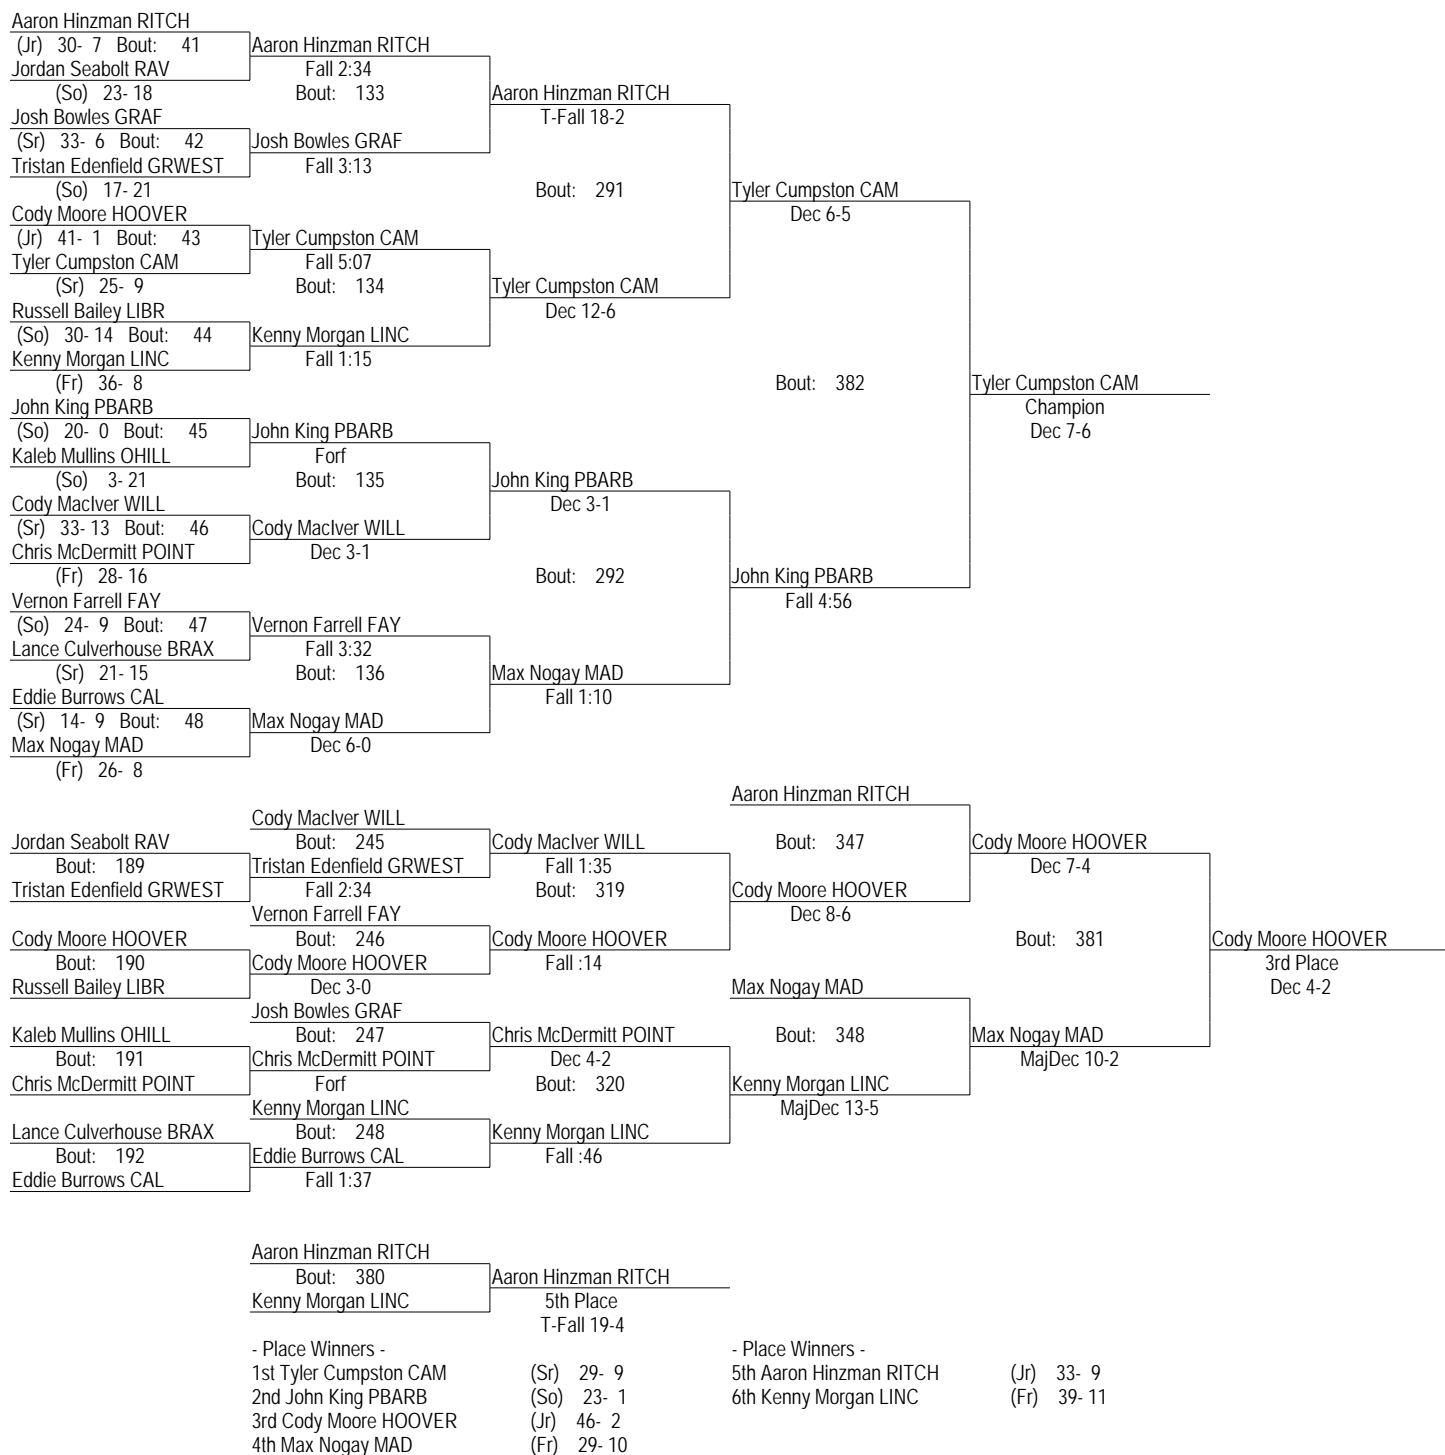 Aaron Hinzman RITCH
(Jr) 30- 7 Bout: 41 Aaron Hinzman RITCH
Jordan Seabolt RAV Fall 2:34
(So) 23- 18 Bout: 133 Aaron Hinzman RITCH
Josh Bowles GRAF T-Fall 18-2
(Sr) 33- 6 Bout: 42 Josh Bowles GRAF
Tristan Edenfield GRWEST Fall 3:13
(So) 17- 21 Bout: 291 Tyler Cumpston CAM
Cody Moore HOOVER Dec 6-5
(Jr) 41- 1 Bout: 43 Tyler Cumpston CAM
Tyler Cumpston CAM Fall 5:07
(Sr) 25- 9 Bout: 134 Tyler Cumpston CAM
Russell Bailey LIBR Dec 12-6
(So) 30- 14 Bout: 44 Kenny Morgan LINC
Kenny Morgan LINC Fall 1:15
(Fr) 36- 8 Bout: 382 Tyler Cumpston CAM
John King PBARB Champion
(So) 20- 0 Bout: 45 John King PBARB Dec 7-6
Kaleb Mullins OHILL Forf
(So) 3- 21 Bout: 135 John King PBARB
Cody MacIver WILL Dec 3-1
(Sr) 33- 13 Bout: 46 Cody MacIver WILL
Chris McDermitt POINT Dec 3-1
(Fr) 28- 16 Bout: 292 John King PBARB
Vernon Farrell FAY Fall 4:56
(So) 24- 9 Bout: 47 Vernon Farrell FAY
Lance Culverhouse BRAX Fall 3:32
(Sr) 21- 15 Bout: 136 Max Nogay MAD
Eddie Burrows CAL Fall 1:10
(Sr) 14- 9 Bout: 48 Max Nogay MAD
Max Nogay MAD Dec 6-0
(Fr) 26- 8
Aaron Hinzman RITCH
Cody MacIver WILL
Jordan Seabolt RAV Bout: 245 Cody MacIver WILL Bout: 347 Cody Moore HOOVER
Bout: 189 Tristan Edenfield GRWEST Fall 1:35 Dec 7-4
Tristan Edenfield GRWEST Fall 2:34 Bout: 319 Cody Moore HOOVER
Vernon Farrell FAY Dec 8-6
Cody Moore HOOVER Bout: 246 Cody Moore HOOVER Bout: 381 Cody Moore HOOVER
Bout: 190 Cody Moore HOOVER Fall :14 3rd Place
Russell Bailey LIBR Dec 3-0 Max Nogay MAD Dec 4-2
Josh Bowles GRAF
Kaleb Mullins OHILL Bout: 247 Chris McDermitt POINT Bout: 348 Max Nogay MAD
Bout: 191 Chris McDermitt POINT Dec 4-2 MajDec 10-2
Chris McDermitt POINT Forf Bout: 320 Kenny Morgan LINC
Kenny Morgan LINC MajDec 13-5
Lance Culverhouse BRAX Bout: 248 Kenny Morgan LINC
Bout: 192 Eddie Burrows CAL Fall :46
Eddie Burrows CAL Fall 1:37
Aaron Hinzman RITCH
Bout: 380 Aaron Hinzman RITCH
Kenny Morgan LINC 5th Place
T-Fall 19-4
- Place Winners - - Place Winners -
1st Tyler Cumpston CAM (Sr) 29- 9 5th Aaron Hinzman RITCH (Jr) 33- 9
2nd John King PBARB (So) 23- 1 6th Kenny Morgan LINC (Fr) 39- 11
3rd Cody Moore HOOVER (Jr) 46- 2
4th Max Nogay MAD (Fr) 29- 10